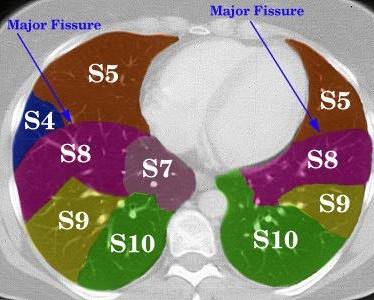 Major Fissure
Major Fissure
S5
S5
S4
S8
S8
S7
S9
S9
S10
S10